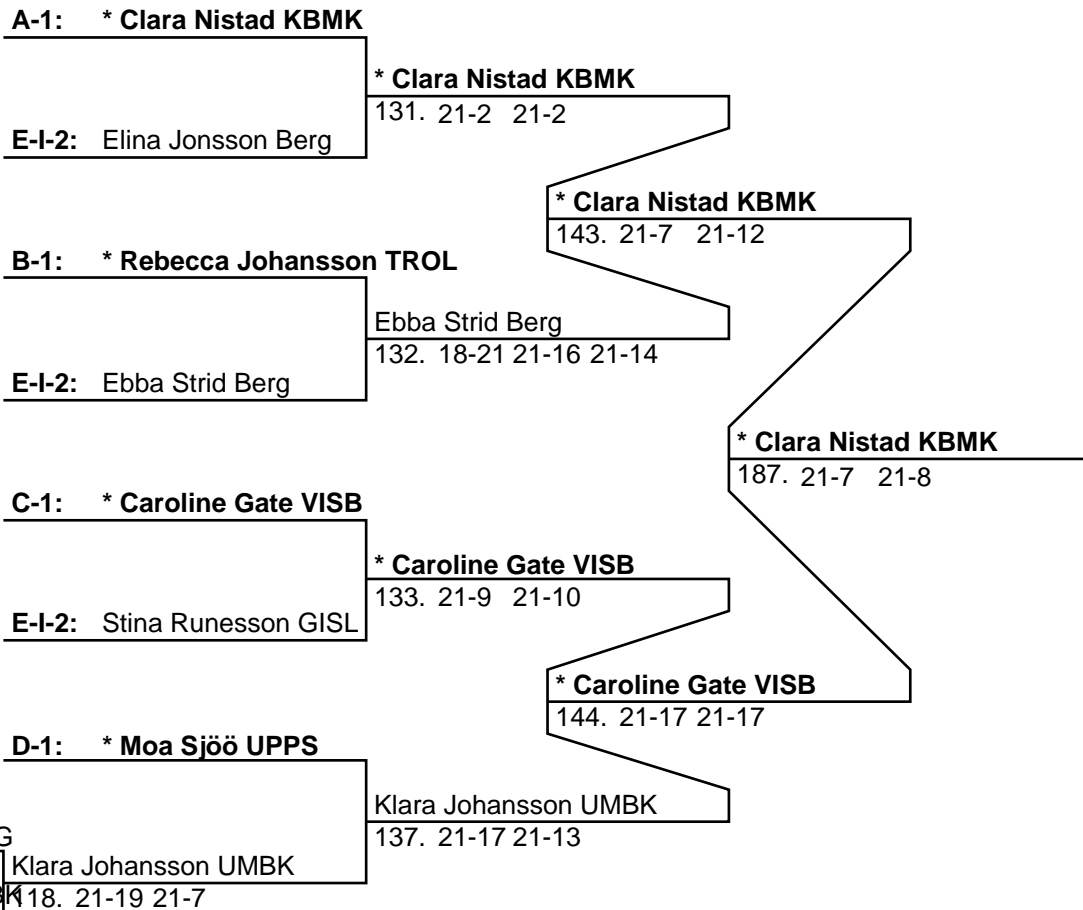 A-1: * Clara Nistad KBMK
* Clara Nistad KBMK
131. 21-2 21-2
E-I-2: Elina Jonsson Berg
* Clara Nistad KBMK
143. 21-7 21-12
B-1: * Rebecca Johansson TROL
Ebba Strid Berg
132. 18-21 21-16 21-14
E-I-2: Ebba Strid Berg
* Clara Nistad KBMK
187. 21-7 21-8
C-1: * Caroline Gate VISB
* Caroline Gate VISB
133. 21-9 21-10
E-I-2: Stina Runesson GISL
* Caroline Gate VISB
144. 21-17 21-17
D-1: * Moa Sjöö UPPS
Klara Johansson UMBK
137. 21-17 21-13
G
Klara Johansson UMBK
K
118. 21-19 21-7